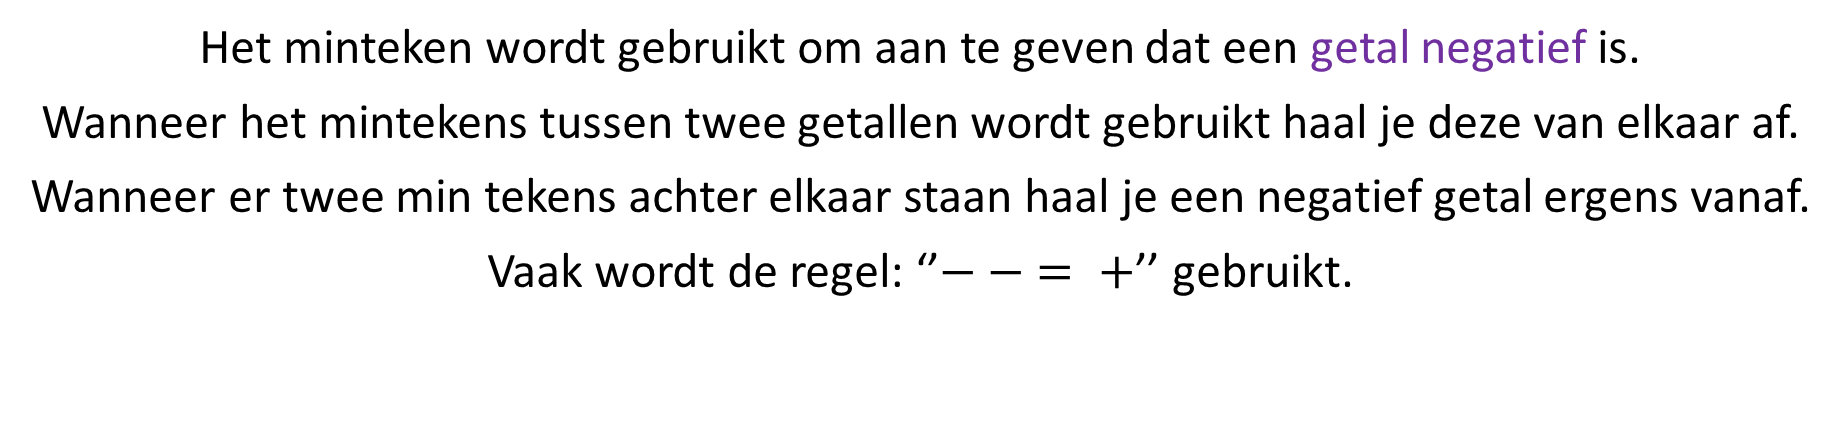 Het minteken wordt gebruikt om aan te geven dat een getal negatief is.
Wanneer het mintekens tussen twee getallen wordt gebruikt haal je deze van elkaar af.
Wanneer er twee min tekens achter elkaar staan haal je een negatief getal ergens vanaf.
Vaak wordt de regel: ‘’− − = +’’ gebruikt.